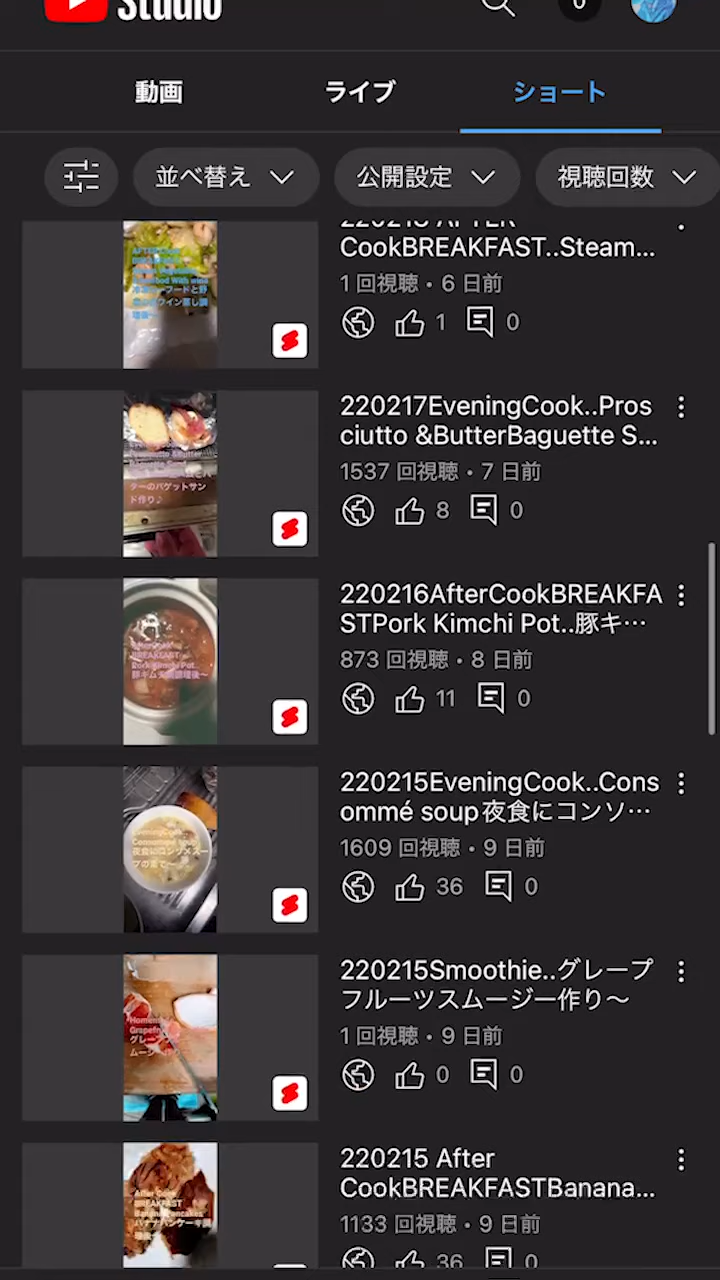 Studio
0
動画
ライブ
ショート
並べ替え
公開設定
視聴回数
220218 AFTER
CookBREAKFAST..Steam...
1 回視聴・6 日前
1
0
220217EveningCook..Pros
ciutto &ButterBaguette S...
1537 回視聴・7 日前
8
0
220216AfterCookBREAKFA
STPork Kimchi Pot..豚キ…
873 回視聴・8 日前
11
0
220215EveningCook..Cons
ommé soup夜食にコンソ…
1609 回視聴・9 日前
36
0
220215Smoothie..グレープ
フルーツスムージー作り〜
1 回視聴・9 日前
0
0
220215 After
CookBREAKFASTBanana...
1133 回視聴・9 日前
36
0